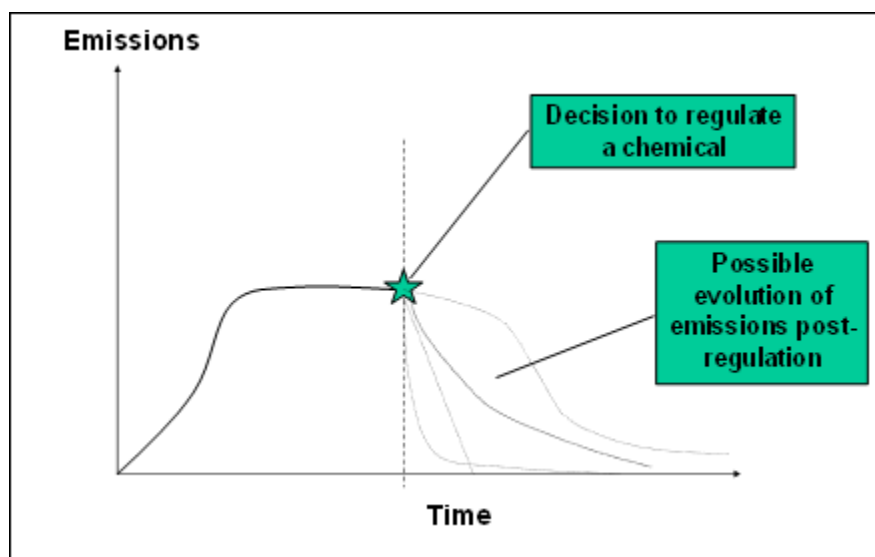 Emissions
Decision to regulate
a chemical
Possible
evolution of
emissions post-
regulation
Time